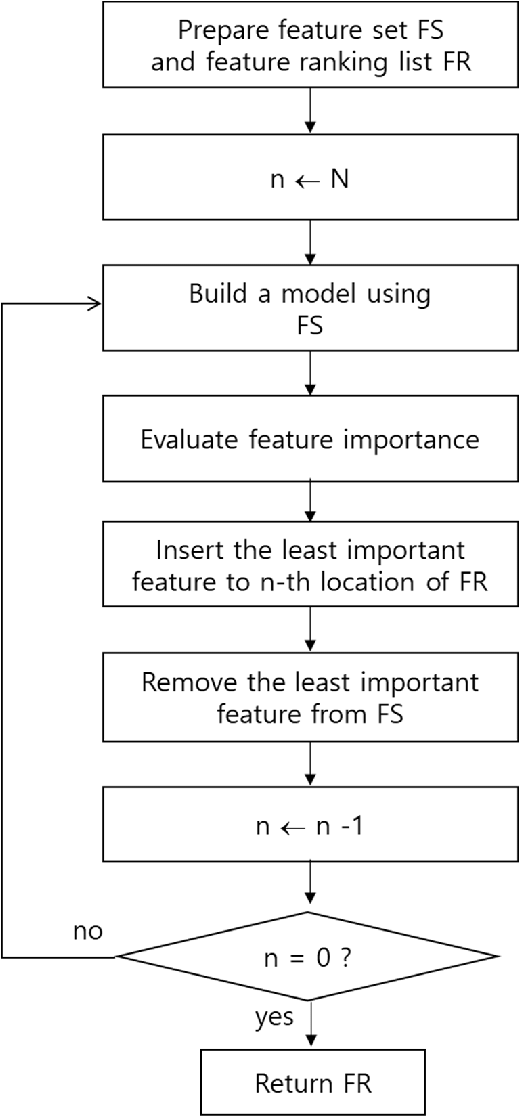 Prepare feature set FS
and feature ranking list FR
n ← N
Build a model using
FS
Evaluate feature importance
Insert the least important
feature to n-th location of FR
Remove the least important
feature from FS
n ← n -1
n = 0 ?
no
yes
Return FR